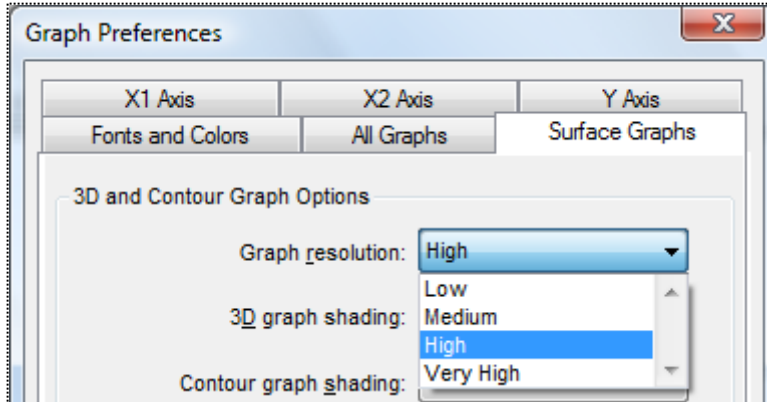 Graph Preferences
X1 Axis X2 Axis Y Axis
Fonts and Colors All Graphs Surface Graphs
3D and Contour Graph Options
Graph resolution: High
Low
3D graph shading: Medium
High
Contour graph shading: Very High